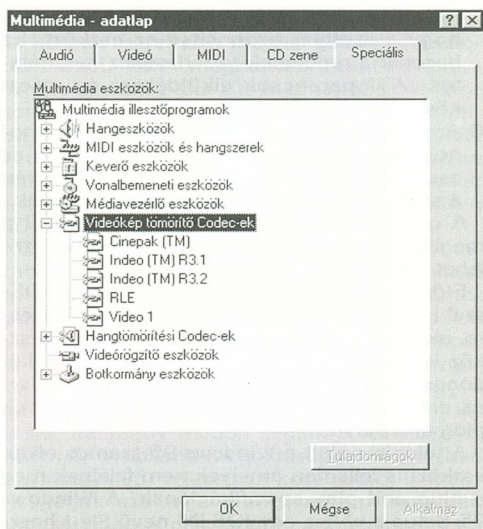 Multimédia - adatlap
Audió Videó MIDI CD zene Speciális
Multimédia eszközök:
Multimédia illesztőprogramok
Hangeszközök
MIDI eszközök és hangszerek
Keverő eszközök
Vonalbemeneti eszközök
Médiavezérlő eszközök
Videókép tömörítő Codec-ek
Cinepak (TM)
Indeo (TM) R3.1
Indeo (TM) R3.2
RLE
Video 1
Hangtömörítési Codec-ek
Videórögzítő eszközök
Botkormány eszközök
Tulajdonságok
OK Mégse Alkalmaz